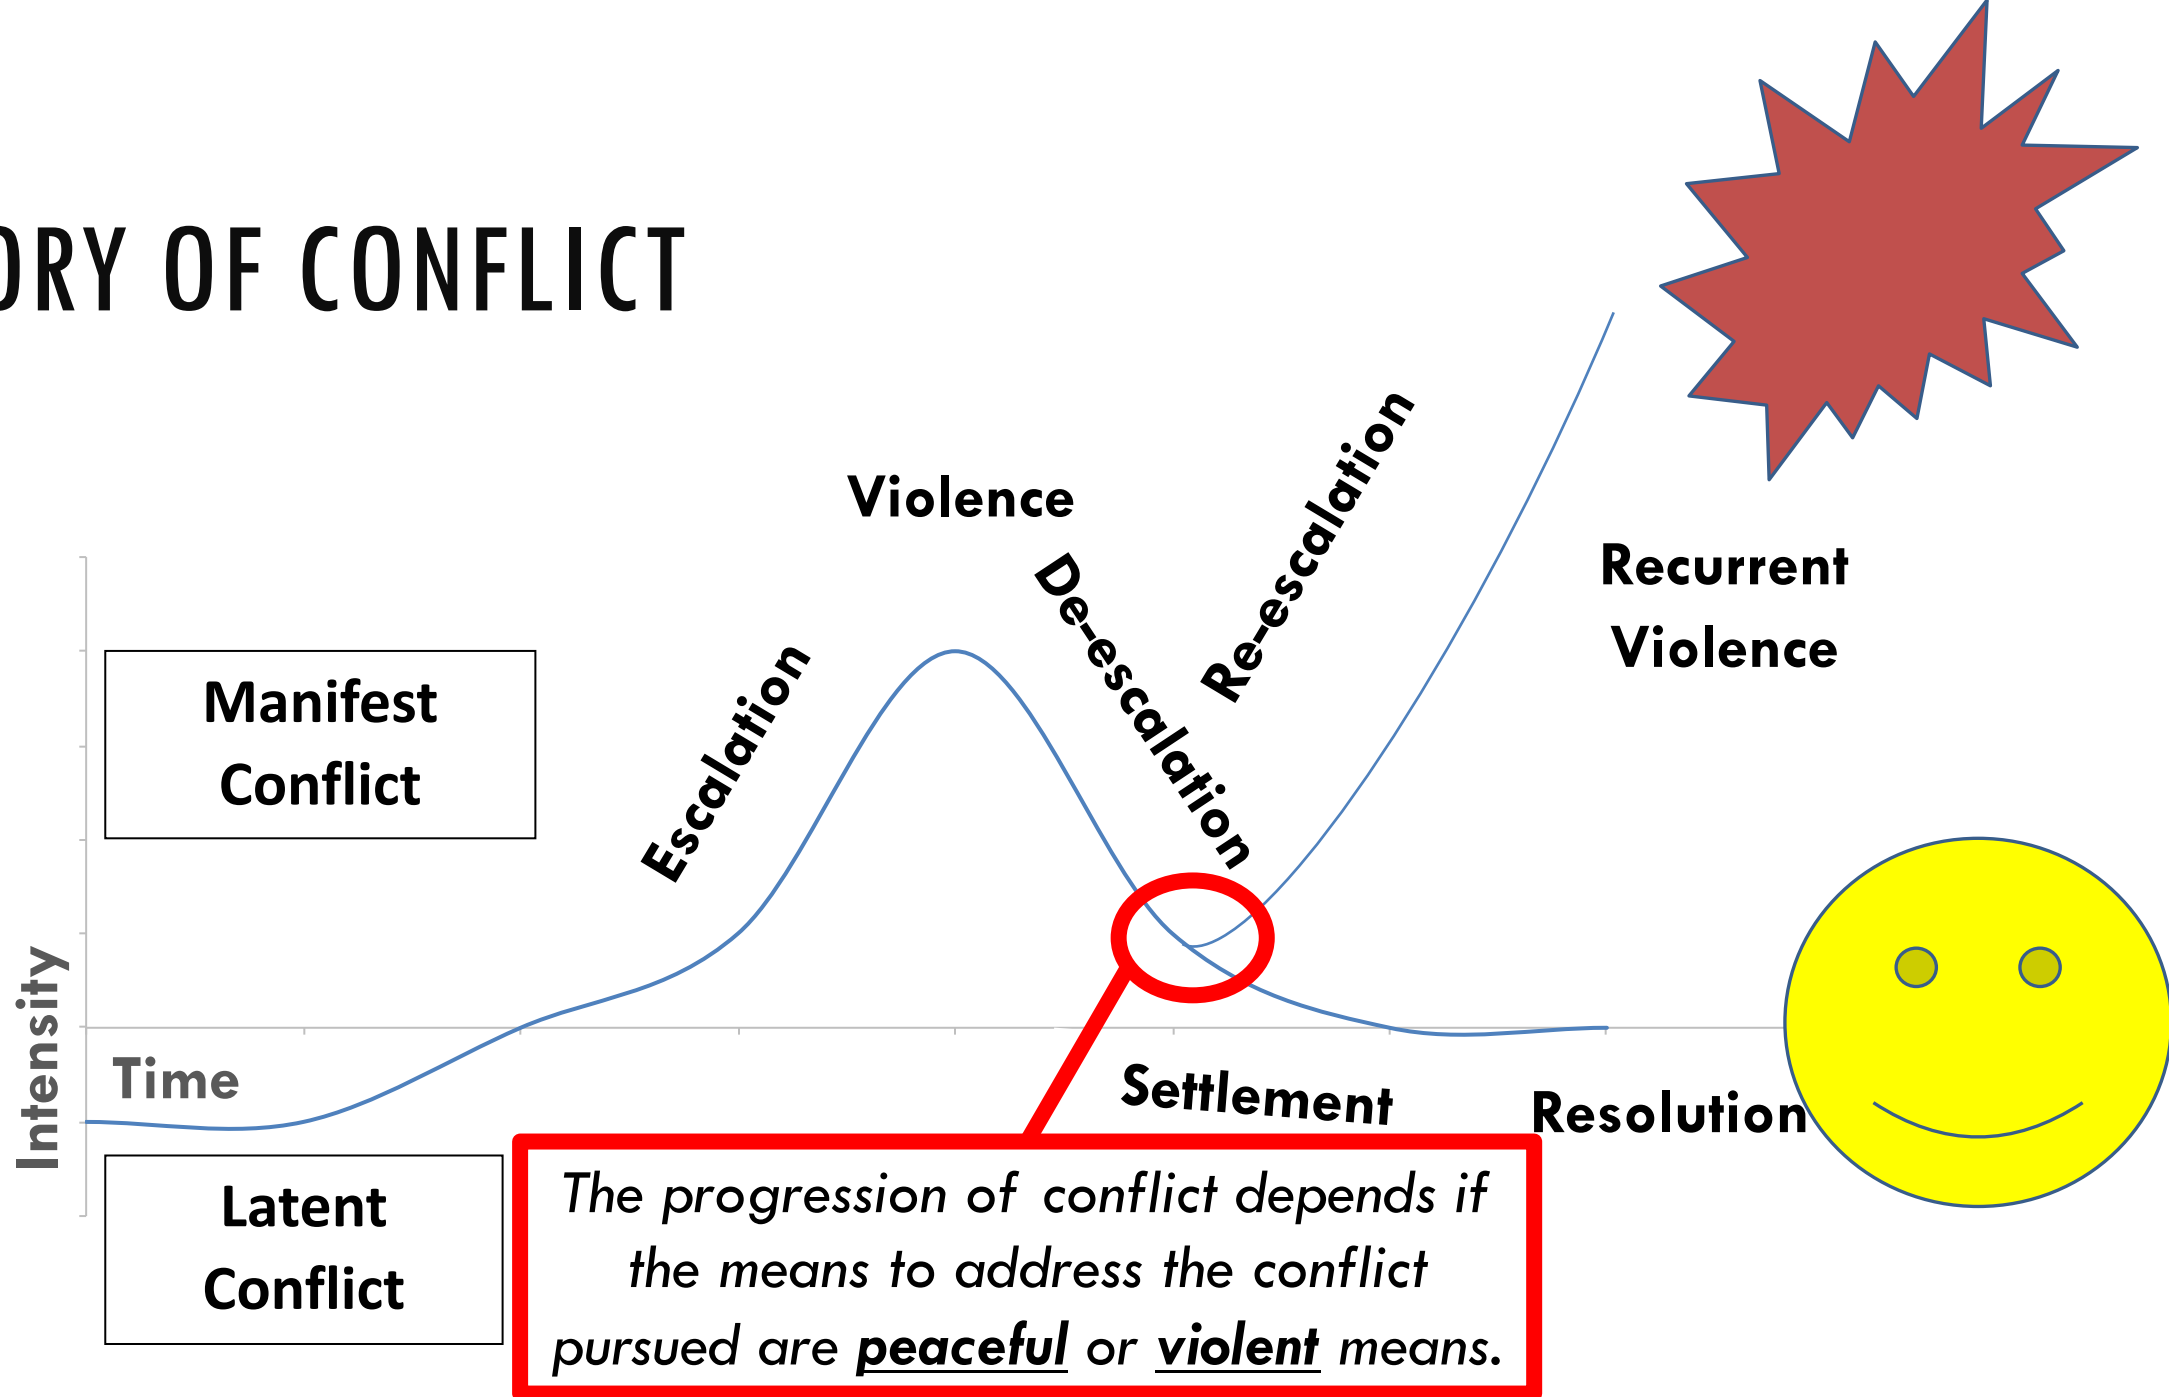 ORY OF CONFLICT
Violence
Re-escalation
De-escalation
Escalation
Recurrent
Violence
Manifest
Conflict
Intensity
Time
Settlement
Resolution
Latent
Conflict
The progression of conflict depends if
the means to address the conflict
pursued are peaceful or violent means.